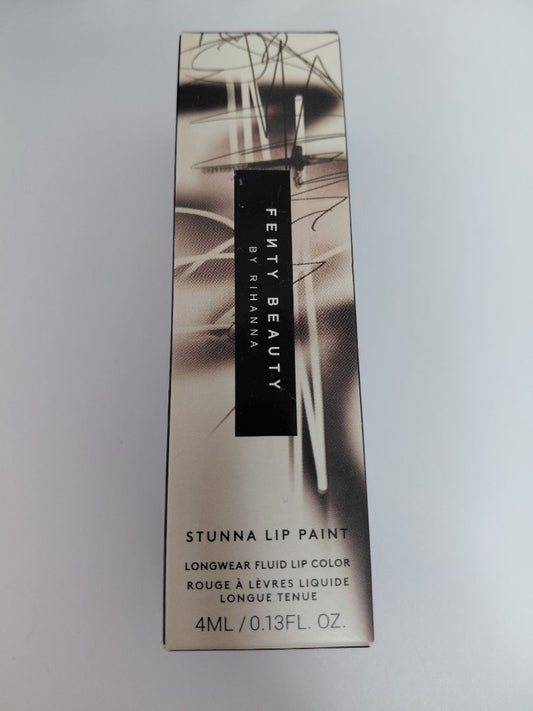 FEИTY BEAUTY
BY RIHANNA
STUNNA LIP PAINT
LONGWEAR FLUID LIP COLOR
ROUGE À LÈVRES LIQUIDE
LONGUE TENUE
4ML / 0.13FL. OZ.